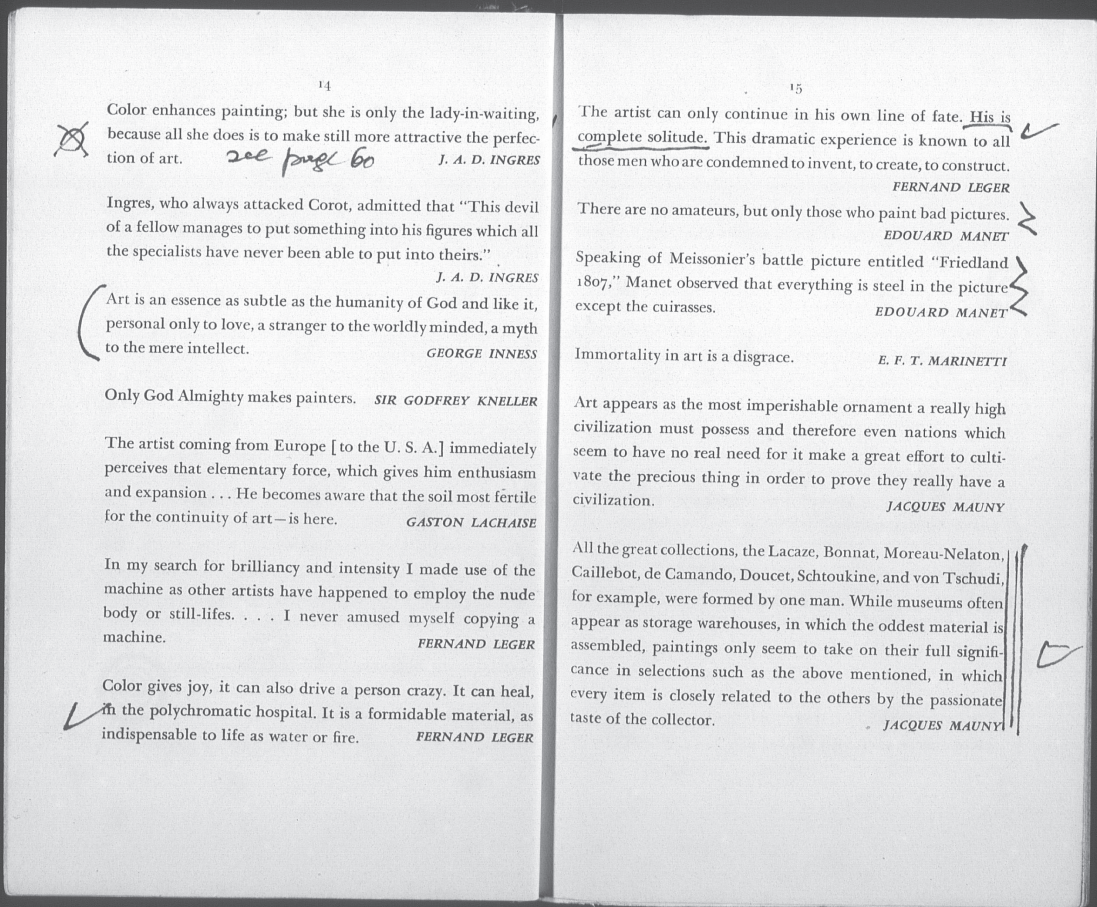 14
Color enhances painting; but she is only the lady-in-waiting,
because all she does is to make still more attractive the perfec-
tion of art. see page 60 J. A. D. INGRES
Ingres, who always attacked Corot, admitted that “This devil
of a fellow manages to put something into his figures which all
the specialists have never been able to put into theirs.”
J. A. D. INGRES
Art is an essence as subtle as the humanity of God and like it,
personal only to love, a stranger to the worldly minded, a myth
to the mere intellect. GEORGE INNESS
Only God Almighty makes painters. SIR GODFREY KNELLER
The artist coming from Europe [to the U. S. A.] immediately
perceives that elementary force, which gives him enthusiasm
and expansion . . . He becomes aware that the soil most fertile
for the continuity of art—is here. GASTON LACHAISE
In my search for brilliancy and intensity I made use of the
machine as other artists have happened to employ the nude
body or still-lifes. . . . I never amused myself copying a
machine. FERNAND LEGER
Color gives joy, it can also drive a person crazy. It can heal,
in the polychromatic hospital. It is a formidable material, as
indispensable to life as water or fire. FERNAND LEGER
15
The artist can only continue in his own line of fate. His is
complete solitude. This dramatic experience is known to all
those men who are condemned to invent, to create, to construct.
FERNAND LEGER
There are no amateurs, but only those who paint bad pictures.
EDOUARD MANET
Speaking of Meissonier’s battle picture entitled “Friedland
1807,” Manet observed that everything is steel in the picture
except the cuirasses. EDOUARD MANET
Immortality in art is a disgrace. E. F. T. MARINETTI
Art appears as the most imperishable ornament a really high
civilization must possess and therefore even nations which
seem to have no real need for it make a great effort to culti-
vate the precious thing in order to prove they really have a
civilization. JACQUES MAUNY
All the great collections, the Lacaze, Bonnat, Moreau-Nelaton,
Caillebot, de Camando, Doucet, Schtoukine, and von Tschudi,
for example, were formed by one man. While museums often
appear as storage warehouses, in which the oddest material is
assembled, paintings only seem to take on their full signifi-
cance in selections such as the above mentioned, in which
every item is closely related to the others by the passionate
taste of the collector. JACQUES MAUNY